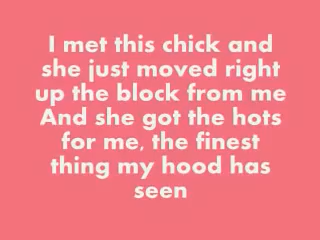 I met this chick and
she just moved right
up the block from me
And she got the hots
for me, the finest
thing my hood has
seen